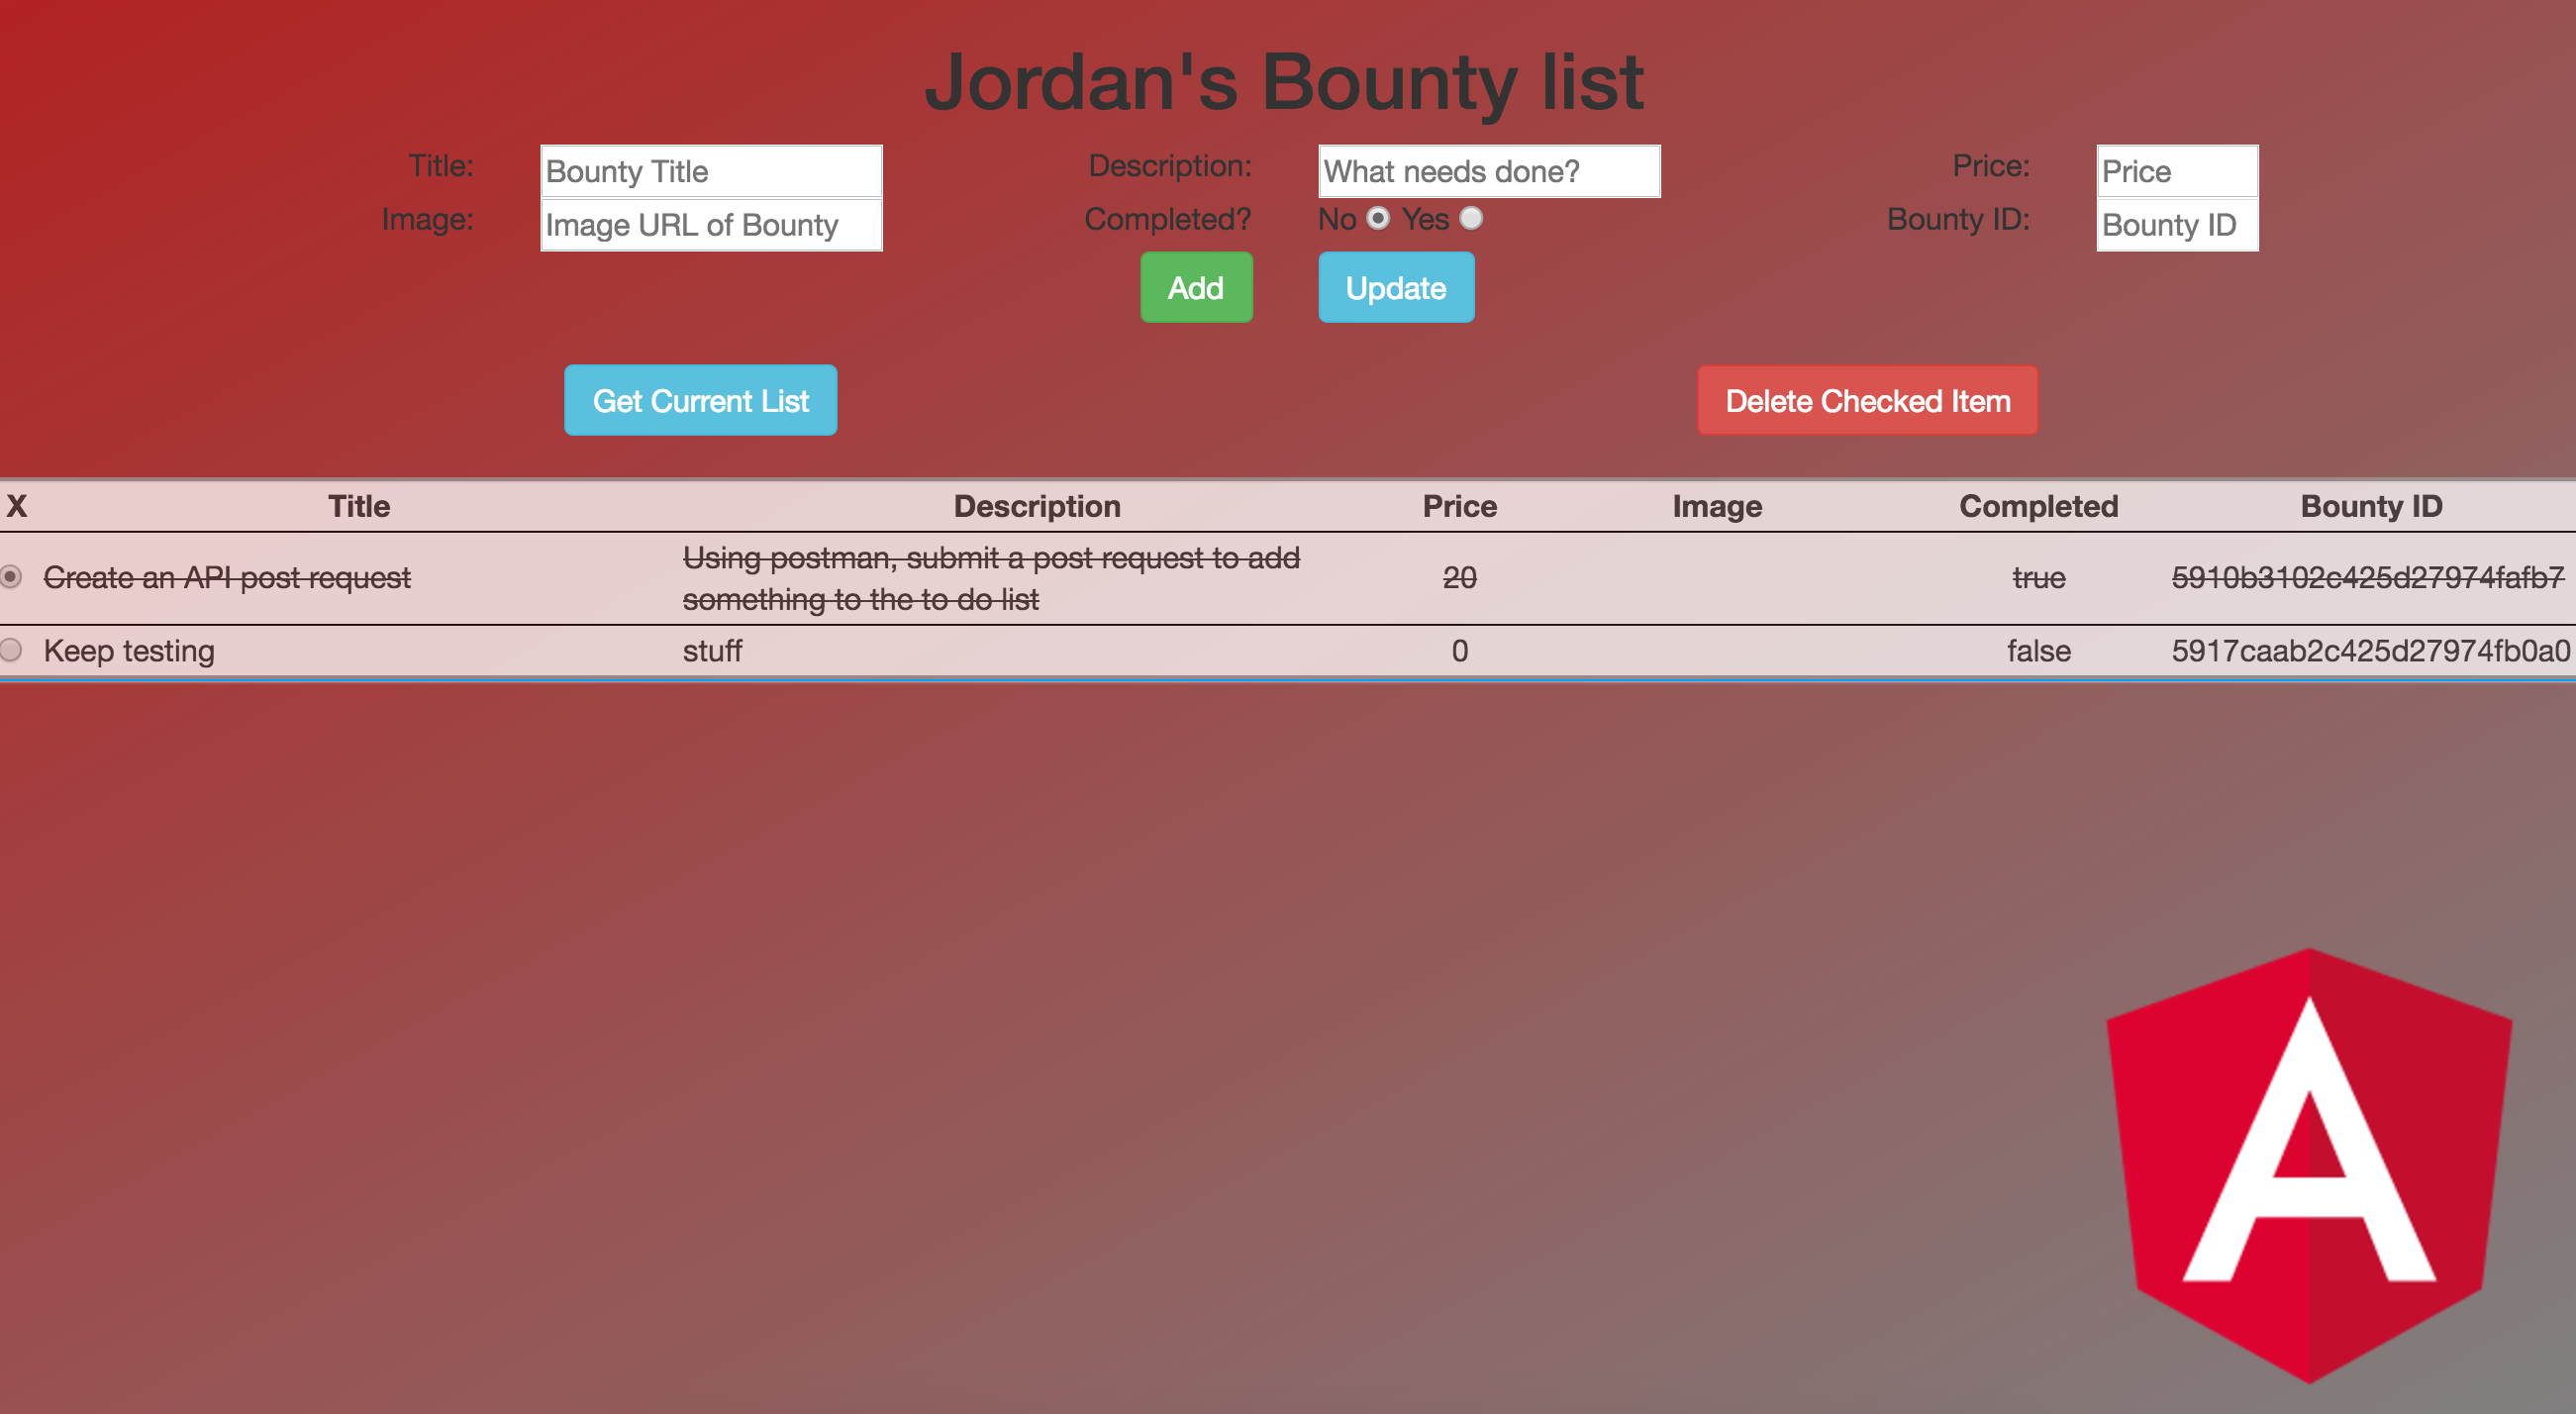 Jordan's Bounty list
Title: Bounty Title Description: What needs done? Price: Price
Image: Image URL of Bounty Completed? No Yes Bounty ID: Bounty ID
Add Update
Get Current List Delete Checked Item
X Title Description Price Image Completed Bounty ID
Create an API post request Using postman, submit a post request to add something to the to do list 20 true 5910b3102c425d27974fafb7
Keep testing stuff 0 false 5917caab2c425d27974fb0a0
A